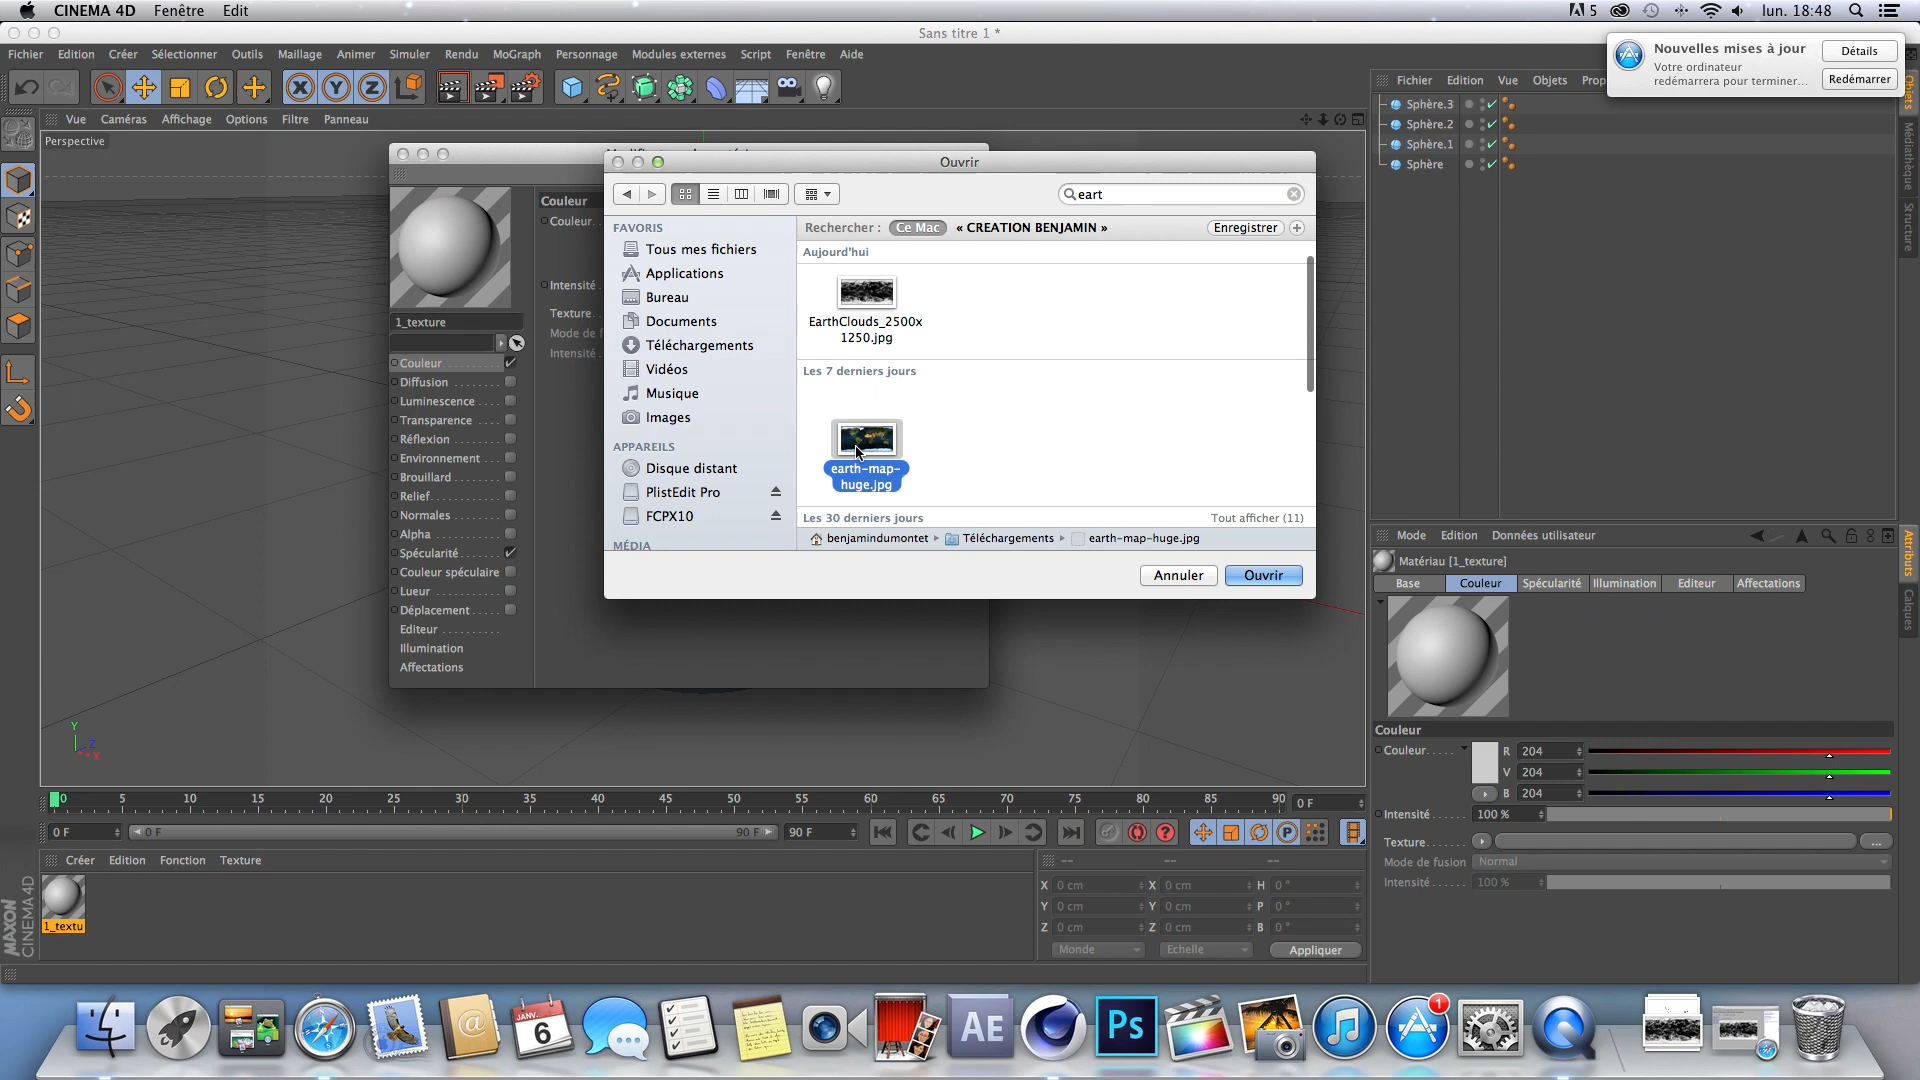 CINEMA 4D Fenêtre Edit
5 lun. 18:48
Sans titre 1 *
Fichier Edition Créer Sélectionner Outils Maillage Animer Simuler Rendu MoGraph Personnage Modules externes Script Fenêtre Aide
Nouvelles mises à jour
Votre ordinateur
redémarrera pour terminer...
Détails
Redémarrer
Fichier Edition Vue Objets
Vue Caméras Affichage Options Filtre Panneau
Perspective
Sphère.3
Sphère.2
Sphère.1
Sphère
Objets
Médiathèque
Structure
Ouvrir
eart
FAVORIS
Tous mes fichiers
Applications
Bureau
Documents
Téléchargements
Vidéos
Musique
Images
APPAREILS
Disque distant
PlistEdit Pro
FCPX10
MÉDIA
Rechercher : Ce Mac « CREATION BENJAMIN » Enregistrer
Aujourd'hui
EarthClouds_2500x
1250.jpg
Les 7 derniers jours
earth-map-
huge.jpg
Les 30 derniers jours Tout afficher (11)
benjamindumontet Téléchargements earth-map-huge.jpg
Annuler Ouvrir
1_texture
Couleur
Diffusion
Luminescence
Transparence
Réflexion
Environnement
Brouillard
Relief
Normales
Alpha
Spécularité
Couleur spéculaire
Lueur
Déplacement
Editeur
Illumination
Affectations
Couleur
Couleur
Intensité
Texture
Mode de f
Intensité
Mode Edition Données utilisateur
Matériau [1_texture]
Base Couleur Spécularité Illumination Editeur Affectations
Attributs
Calques
Couleur
Couleur R 204
V 204
B 204
Intensité 100 %
Texture ...
Mode de fusion Normal
Intensité 100 %
Y
Z
X
0 5 10 15 20 25 30 35 40 45 50 55 60 65 70 75 80 85 90 0 F
0 F 0 F 90 F 90 F
Créer Edition Fonction Texture
1_textu
MAXON
CINEMA 4D
-- -- --
X 0 cm X 0 cm H 0 °
Y 0 cm Y 0 cm P 0 °
Z 0 cm Z 0 cm B 0 °
Monde Echelle Appliquer
JANV.
6
AE
Ps
1